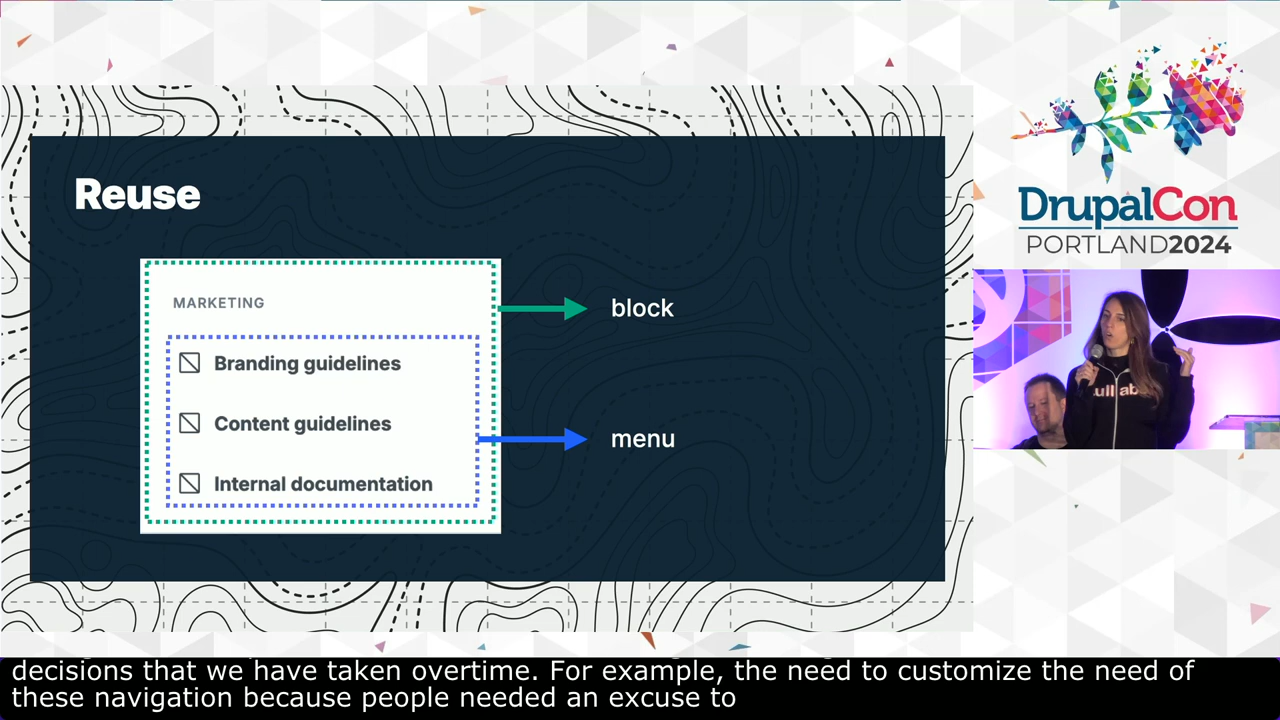 Reuse
MARKETING
Branding guidelines
Content guidelines
Internal documentation
block
menu
DrupalCon
PORTLAND2024
decisions that we have taken overtime. For example, the need to customize the need of
these navigation because people needed an excuse to